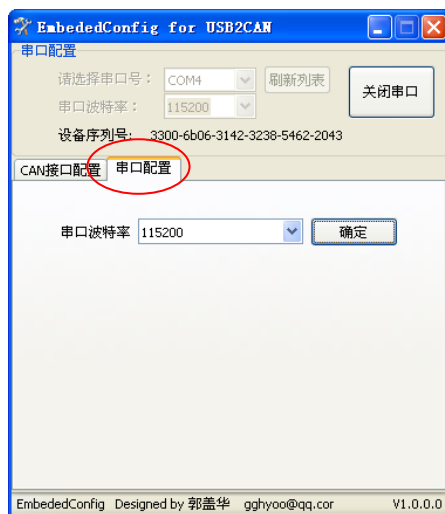 EmbededConfig for USB2CAN
串口配置
请选择串口号： COM4 刷新列表
串口波特率： 115200
关闭串口
设备序列号: 3300-6b06-3142-3238-5462-2043
CAN接口配置 串口配置
串口波特率 115200 确定
EmbededConfig Designed by 郭盖华 gghyoo@qq.cor V1.0.0.0